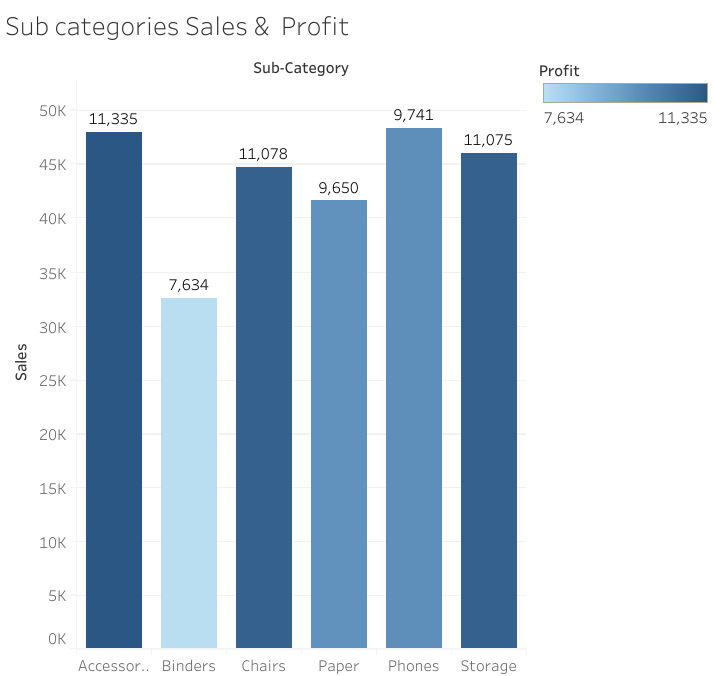 Sub categories Sales &  Profit
Sub-Category
Profit
7,634 11,335
50K
45K
40K
35K
30K
25K
20K
15K
10K
5K
0K
Sales
11,335
7,634
11,078
9,650
9,741
11,075
Accessor.. Binders Chairs Paper Phones Storage